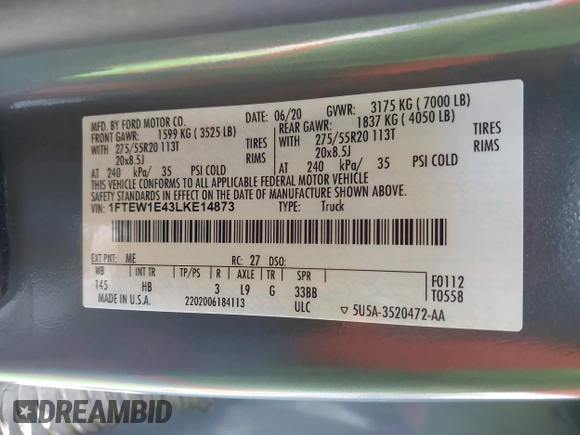 MFD. BY FORD MOTOR CO.
DATE: 06/20 GVWR: 3175 KG ( 7000 LB)
FRONT GAWR: 1599 KG ( 3525 LB) REAR GAWR: 1837 KG ( 4050 LB)
WITH 275/55R20 113T TIRES WITH 275/55R20 113T TIRES
20x8.5J RIMS 20x8.5J RIMS
AT 240 kPa/ 35 PSI COLD AT 240 kPa/ 35 PSI COLD
THIS VEHICLE CONFORMS TO ALL APPLICABLE FEDERAL MOTOR VEHICLE
SAFETY STANDARDS IN EFFECT ON THE DATE OF MANUFACTURE SHOWN ABOVE.
VIN: 1FTEW1E43LKE14873 TYPE: Truck
EXT PNT: ME RC: 27 DSO:
WB INT TR TP/PS R AXLE TR SPR F0112
145 HB 3 L9 G 33BB T0558
MADE IN U.S.A. 2202006184113 ULC ▽ 5U5A-3520472-AA
DREAMBID